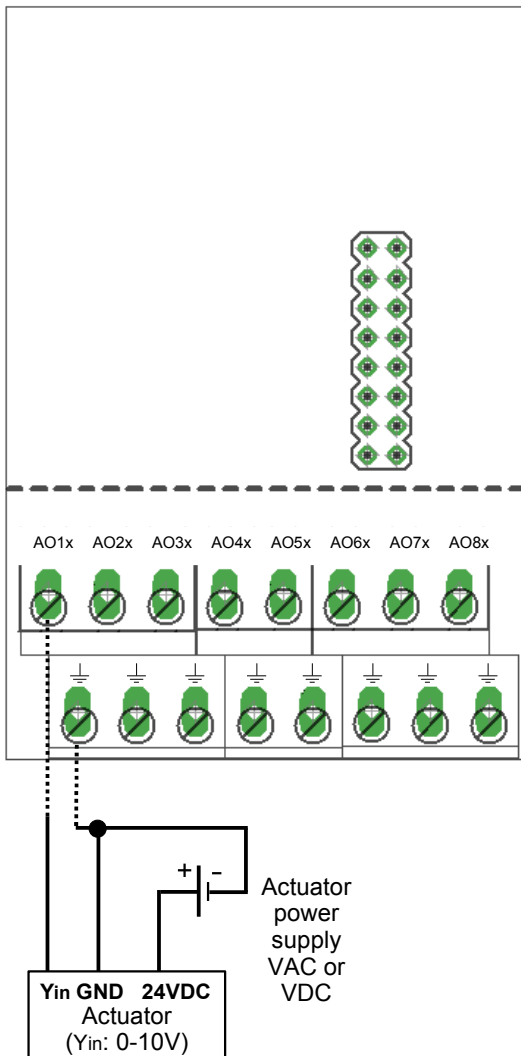 AO1x AO2x AO3x AO4x AO5x AO6x AO7x AO8x
+ -
Actuator
power
supply
VAC or
VDC
Yin GND 24VDC
Actuator
(Yin: 0-10V)